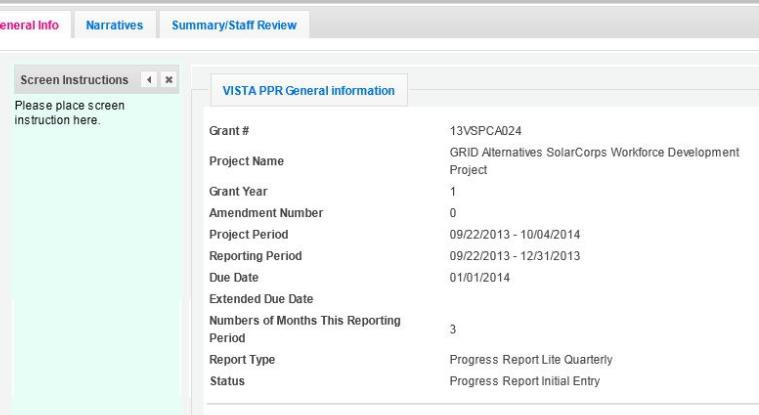 eneral Info Narratives Summary/Staff Review
Screen Instructions
Please place screen
instruction here.
VISTA PPR General information
Grant # 13VSPCA024
Project Name GRID Alternatives SolarCorps Workforce Development
Project
Grant Year 1
Amendment Number 0
Project Period 09/22/2013 - 10/04/2014
Reporting Period 09/22/2013 - 12/31/2013
Due Date 01/01/2014
Extended Due Date
Numbers of Months This Reporting
Period 3
Report Type Progress Report Lite Quarterly
Status Progress Report Initial Entry